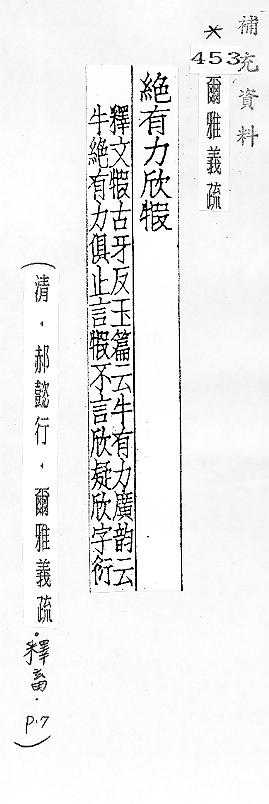 補充資料
*
453
爾雅義疏
絕有力欣犌
釋文犌古牙反玉篇云牛有力廣韵云
牛絕有力俱止言犌不言欣疑欣字衍
(清．郝懿行．爾雅義疏．釋畜．p.7)